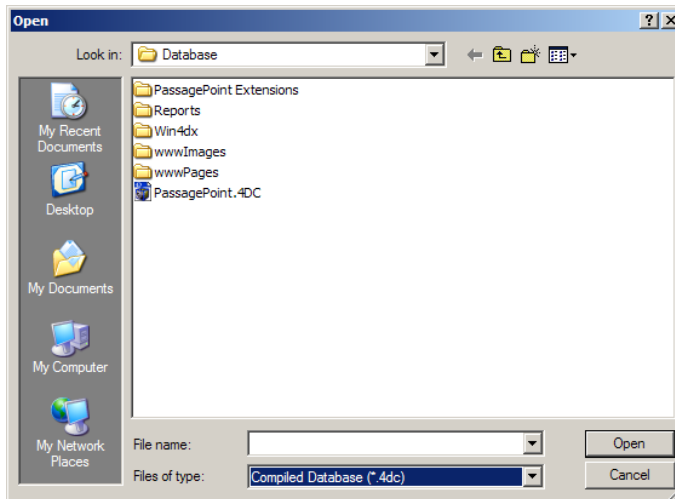 Open
Look in:
Database
My Recent
Documents
Desktop
My Documents
My Computer
My Network
Places
PassagePoint Extensions
Reports
Win4dx
wwwImages
wwwPages
PassagePoint.4DC
File name:
Open
Files of type:
Compiled Database (*.4dc)
Cancel